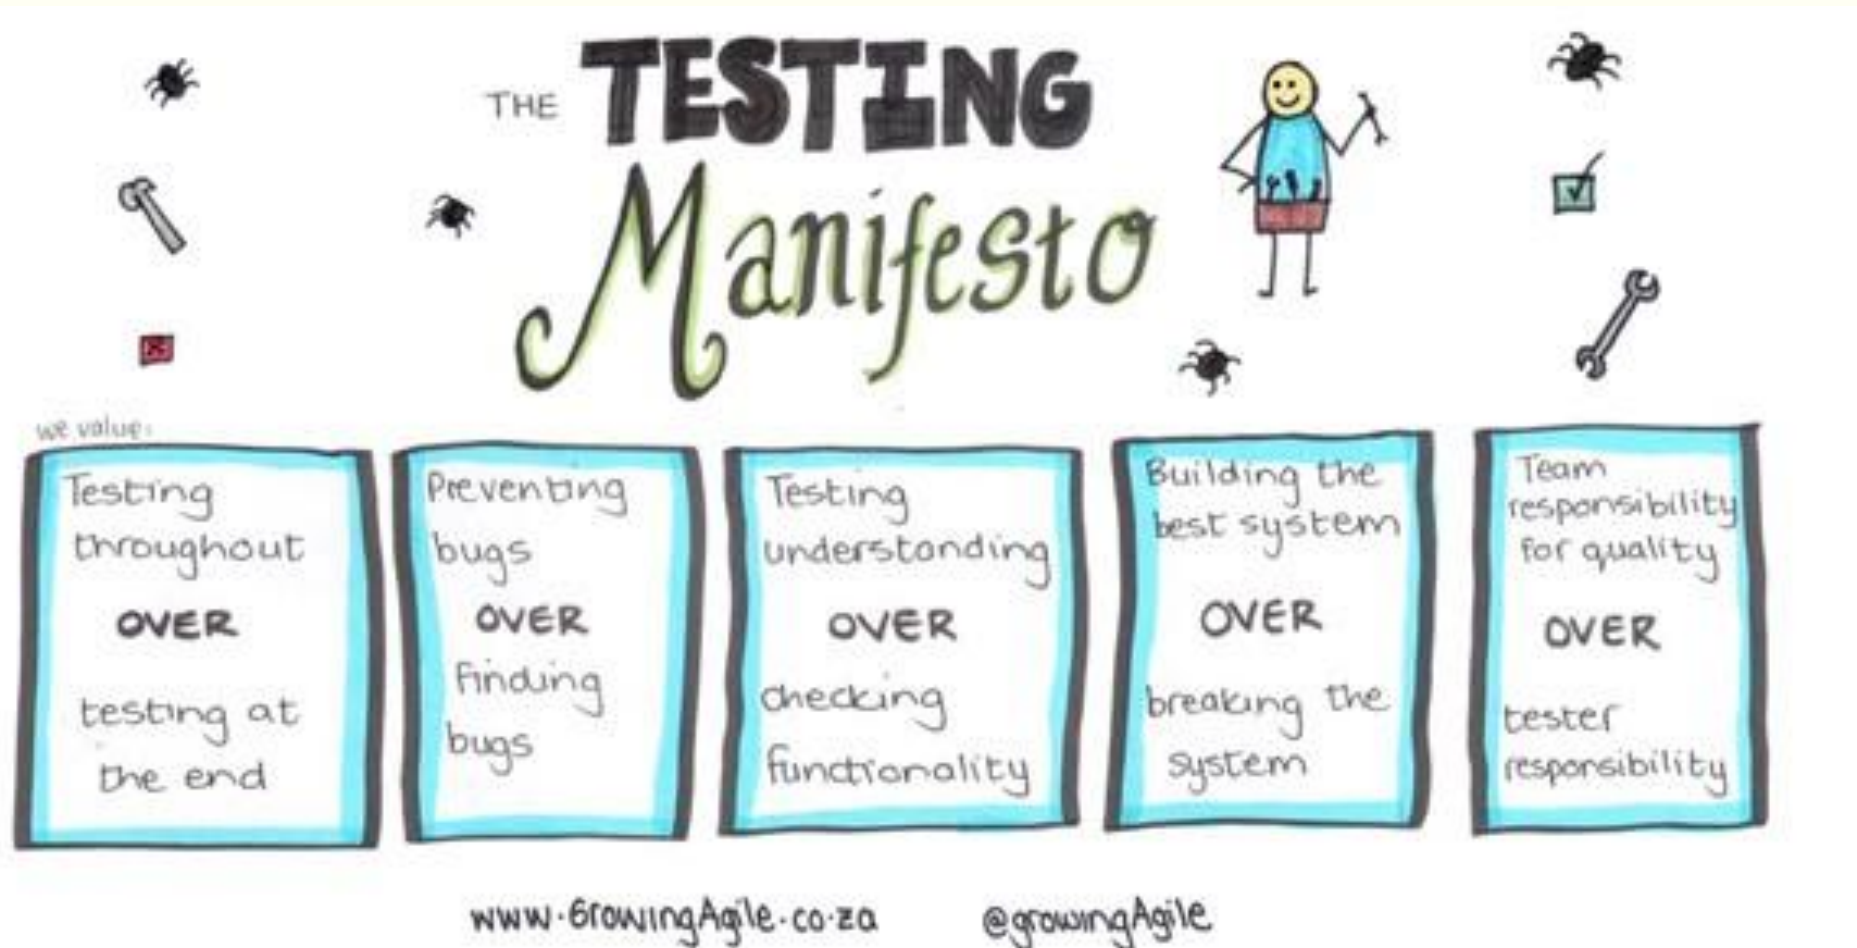 THE TESTING
Manifesto
we value:
Testing
throughout
OVER
testing at
the end
Preventing
bugs
OVER
Finding
bugs
Testing
understanding
OVER
checking
functionality
Building the
best system
OVER
breaking the
system
Team
responsibility
for quality
OVER
tester
responsibility
www.GrowingAgile.co.za @growingAgile